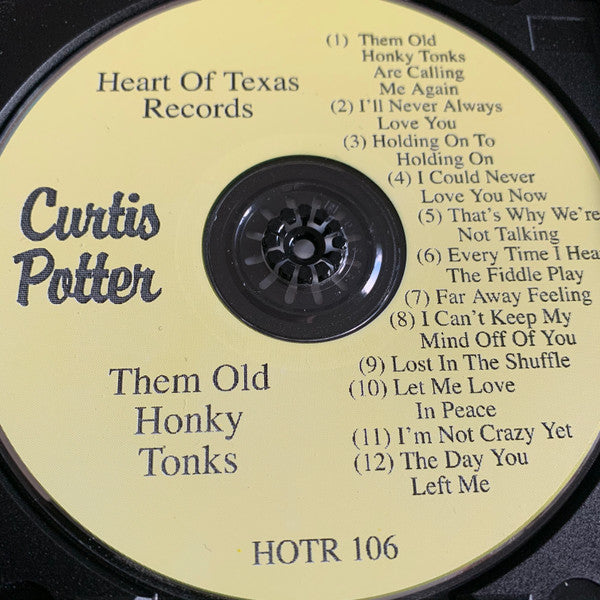 Heart Of Texas
Records
Curtis
Potter
Them Old
Honky
Tonks
HOTR 106
(1) Them Old
Honky Tonks
Are Calling
Me Again
(2) I'll Never Always
Love You
(3) Holding On To
Holding On
(4) I Could Never
Love You Now
(5) That's Why We're
Not Talking
(6) Every Time I Hear
The Fiddle Play
(7) Far Away Feeling
(8) I Can't Keep My
Mind Off Of You
(9) Lost In The Shuffle
(10) Let Me Love
In Peace
(11) I'm Not Crazy Yet
(12) The Day You
Left Me